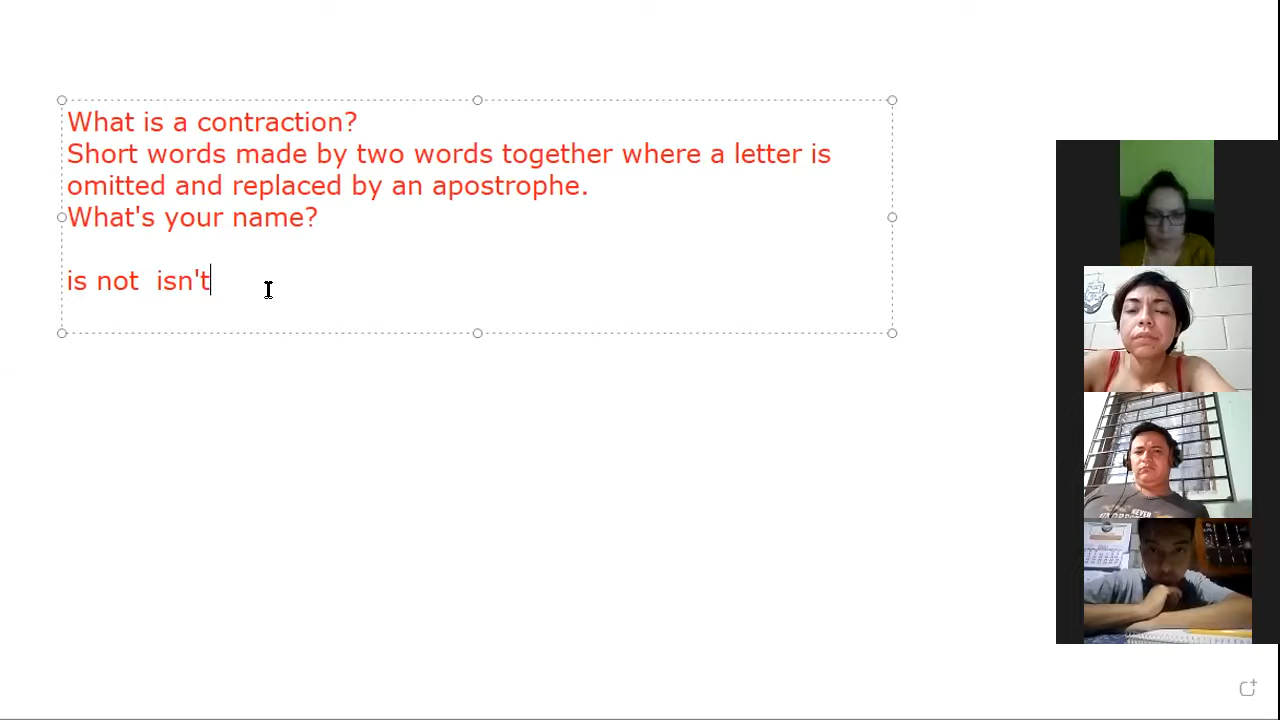 What is a contraction?
Short words made by two words together where a letter is
omitted and replaced by an apostrophe.
What's your name?
is not  isn't
NEVER